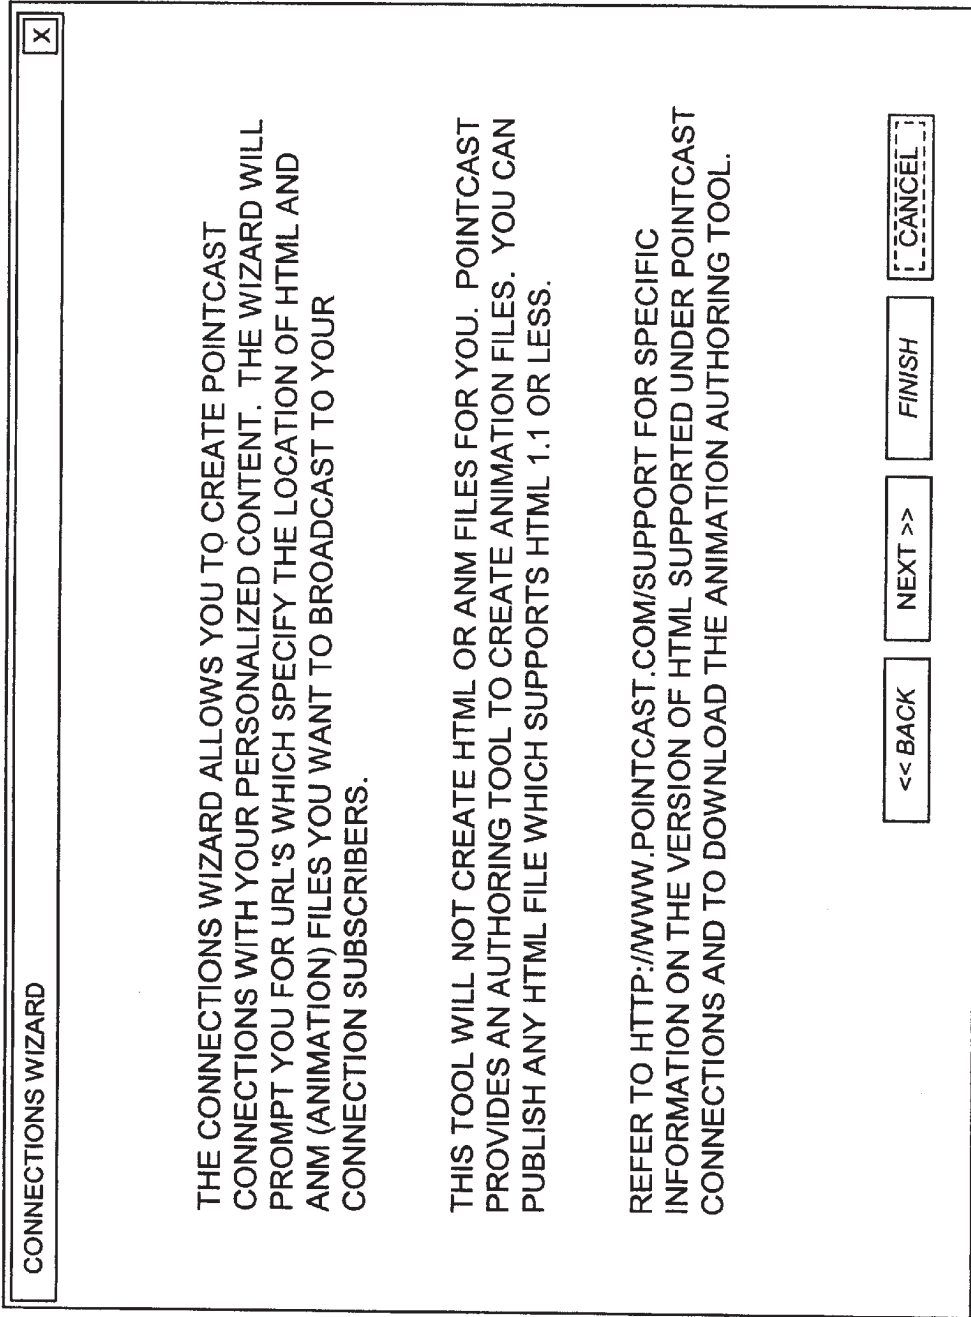 CONNECTIONS WIZARD
X
THE CONNECTIONS WIZARD ALLOWS YOU TO CREATE POINTCAST
CONNECTIONS WITH YOUR PERSONALIZED CONTENT. THE WIZARD WILL
PROMPT YOU FOR URL'S WHICH SPECIFY THE LOCATION OF HTML AND
ANM (ANIMATION) FILES YOU WANT TO BROADCAST TO YOUR
CONNECTION SUBSCRIBERS.
THIS TOOL WILL NOT CREATE HTML OR ANM FILES FOR YOU. POINTCAST
PROVIDES AN AUTHORING TOOL TO CREATE ANIMATION FILES. YOU CAN
PUBLISH ANY HTML FILE WHICH SUPPORTS HTML 1.1 OR LESS.
REFER TO HTTP://WWW.POINTCAST.COM/SUPPORT FOR SPECIFIC
INFORMATION ON THE VERSION OF HTML SUPPORTED UNDER POINTCAST
CONNECTIONS AND TO DOWNLOAD THE ANIMATION AUTHORING TOOL.
<< BACK
NEXT >>
FINISH
CANCEL